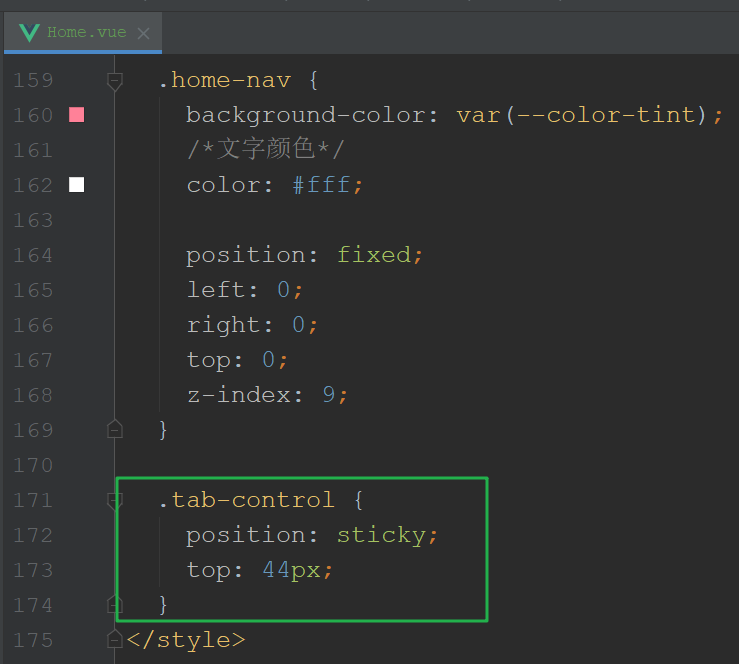 Home.vue
159 .home-nav {
160 background-color: var(--color-tint);
161 /*文字颜色*/
162 color: #fff;
163
164 position: fixed;
165 left: 0;
166 right: 0;
167 top: 0;
168 z-index: 9;
169 }
170
171 .tab-control {
172 position: sticky;
173 top: 44px;
174 }
175 </style>